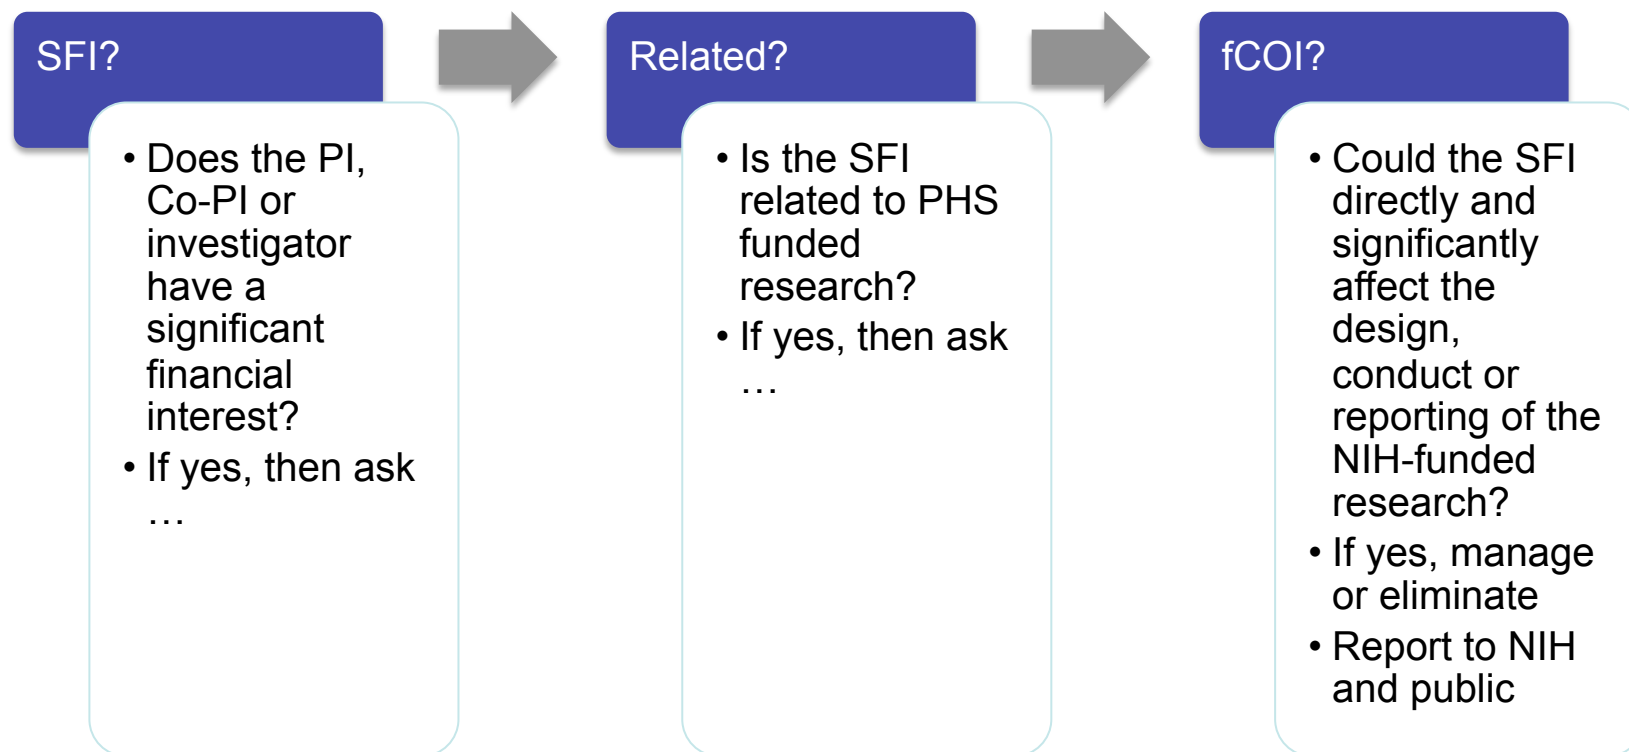 SFI?
• Does the PI,
Co-PI or
investigator
have a
significant
financial
interest?
• If yes, then ask
…
Related?
• Is the SFI
related to PHS
funded
research?
• If yes, then ask
…
fCOI?
• Could the SFI
directly and
significantly
affect the
design,
conduct or
reporting of the
NIH-funded
research?
• If yes, manage
or eliminate
• Report to NIH
and public